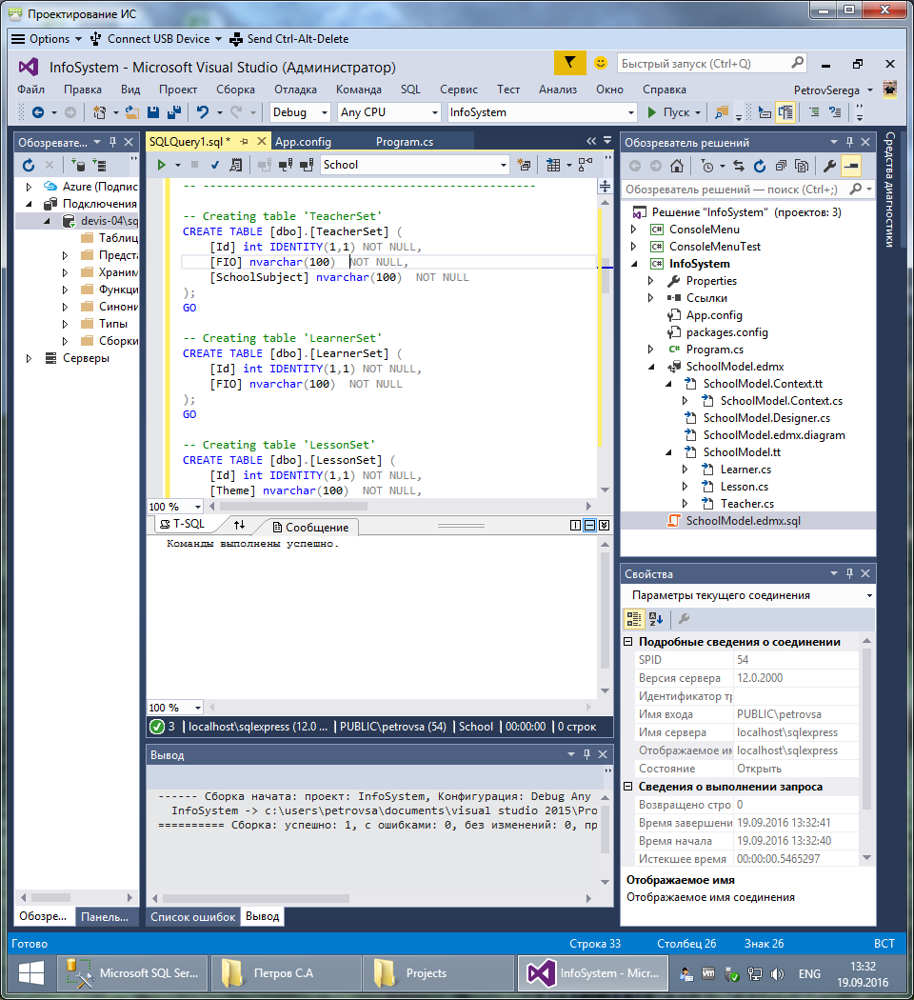 Проектирование ИС
Options Connect USB Device Send Ctrl-Alt-Delete
InfoSystem - Microsoft Visual Studio (Администратор)
Быстрый запуск (Ctrl+Q)
Файл Правка Вид Проект Сборка Отладка Команда SQL Сервис Тест Анализ Окно Справка PetrovSerega
Debug Any CPU InfoSystem Пуск
Обозревате...
Azure (Подпис
Подключения
devis-04\sq
Таблиц
Предста
Храним
Функци
Синони
Типы
Сборки
Серверы
Обозре... Панель...
SQLQuery1.sql * App.config Program.cs
School
-- --------------------------------------------------
-- Creating table 'TeacherSet'
CREATE TABLE [dbo].[TeacherSet] (
[Id] int IDENTITY(1,1) NOT NULL,
[FIO] nvarchar(100) NOT NULL,
[SchoolSubject] nvarchar(100) NOT NULL
);
GO
-- Creating table 'LearnerSet'
CREATE TABLE [dbo].[LearnerSet] (
[Id] int IDENTITY(1,1) NOT NULL,
[FIO] nvarchar(100) NOT NULL
);
GO
-- Creating table 'LessonSet'
CREATE TABLE [dbo].[LessonSet] (
[Id] int IDENTITY(1,1) NOT NULL,
[Theme] nvarchar(100) NOT NULL,
100 %
T-SQL Сообщение
Команды выполнены успешно.
100 %
3 localhost\sqlexpress (12.0 ... PUBLIC\petrovsa (54) School 00:00:00 0 строк
Вывод
------ Сборка начата: проект: InfoSystem, Конфигурация: Debug Any
InfoSystem -> c:\users\petrovsa\documents\visual studio 2015\Pro
========== Сборка: успешно: 1, с ошибками: 0, без изменений: 0, пр
Список ошибок Вывод
Обозреватель решений
Обозреватель решений — поиск (Ctrl+;)
Решение "InfoSystem" (проектов: 3)
ConsoleMenu
ConsoleMenuTest
InfoSystem
Properties
Ссылки
App.config
packages.config
Program.cs
SchoolModel.edmx
SchoolModel.Context.tt
SchoolModel.Context.cs
SchoolModel.Designer.cs
SchoolModel.edmx.diagram
SchoolModel.tt
Learner.cs
Lesson.cs
Teacher.cs
SchoolModel.edmx.sql
Средства диагностики
Свойства
Параметры текущего соединения
Подробные сведения о соединении
SPID 54
Версия сервера 12.0.2000
Идентификатор тр
Имя входа PUBLIC\petrovsa
Имя сервера localhost\sqlexpress
Отображаемое им localhost\sqlexpress
Состояние Открыть
Сведения о выполнении запроса
Возвращено стро 0
Время завершени 19.09.2016 13:32:41
Время начала 19.09.2016 13:32:40
Истекшее время 00:00:00.5465297
Отображаемое имя
Отображаемое имя соединения
Готово Строка 33 Столбец 26 Знак 26 ВСТ
Microsoft SQL Ser... Петров С.А Projects InfoSystem - Micr... ENG 13:32
19.09.2016